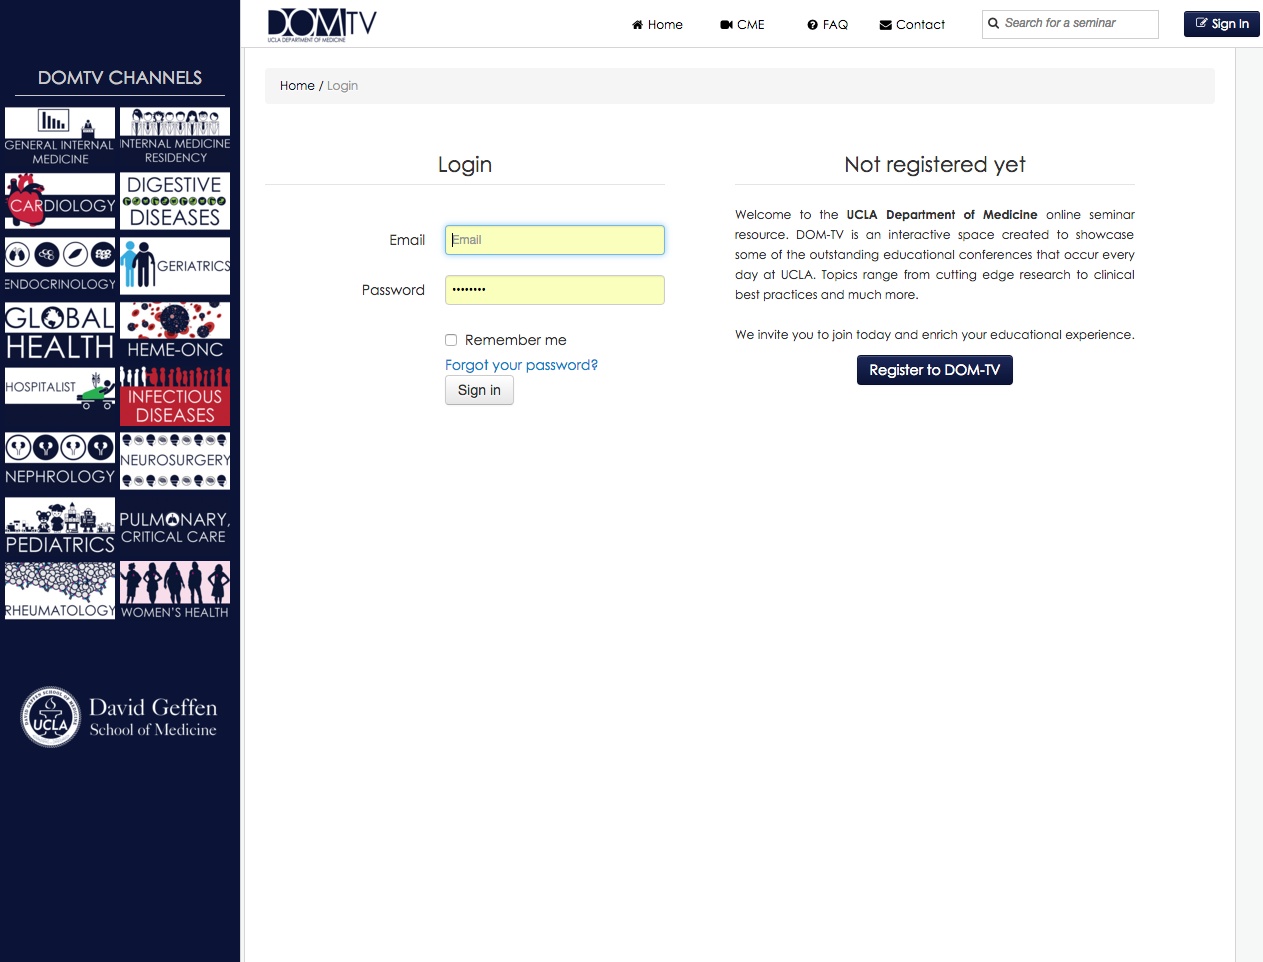 DOMTV
UCLA DEPARTMENT OF MEDICINE
Home
CME
FAQ
Contact
Search for a seminar
Sign In
DOMTV CHANNELS
GENERAL INTERNAL
MEDICINE
INTERNAL MEDICINE
RESIDENCY
CARDIOLOGY
DIGESTIVE
DISEASES
ENDOCRINOLOGY
GERIATRICS
GLOBAL
HEALTH
HEME-ONC
HOSPITALIST
INFECTIOUS
DISEASES
NEPHROLOGY
NEUROSURGERY
PEDIATRICS
PULMONARY,
CRITICAL CARE
RHEUMATOLOGY
WOMEN'S HEALTH
DAVID GEFFEN SCHOOL OF MEDICINE
UCLA
David Geffen
School of Medicine
Home / Login
Login
Email
Email
Password
••••••••
Remember me
Forgot your password?
Sign in
Not registered yet
Welcome to the UCLA Department of Medicine online seminar
resource. DOM-TV is an interactive space created to showcase
some of the outstanding educational conferences that occur every
day at UCLA. Topics range from cutting edge research to clinical
best practices and much more.
We invite you to join today and enrich your educational experience.
Register to DOM-TV